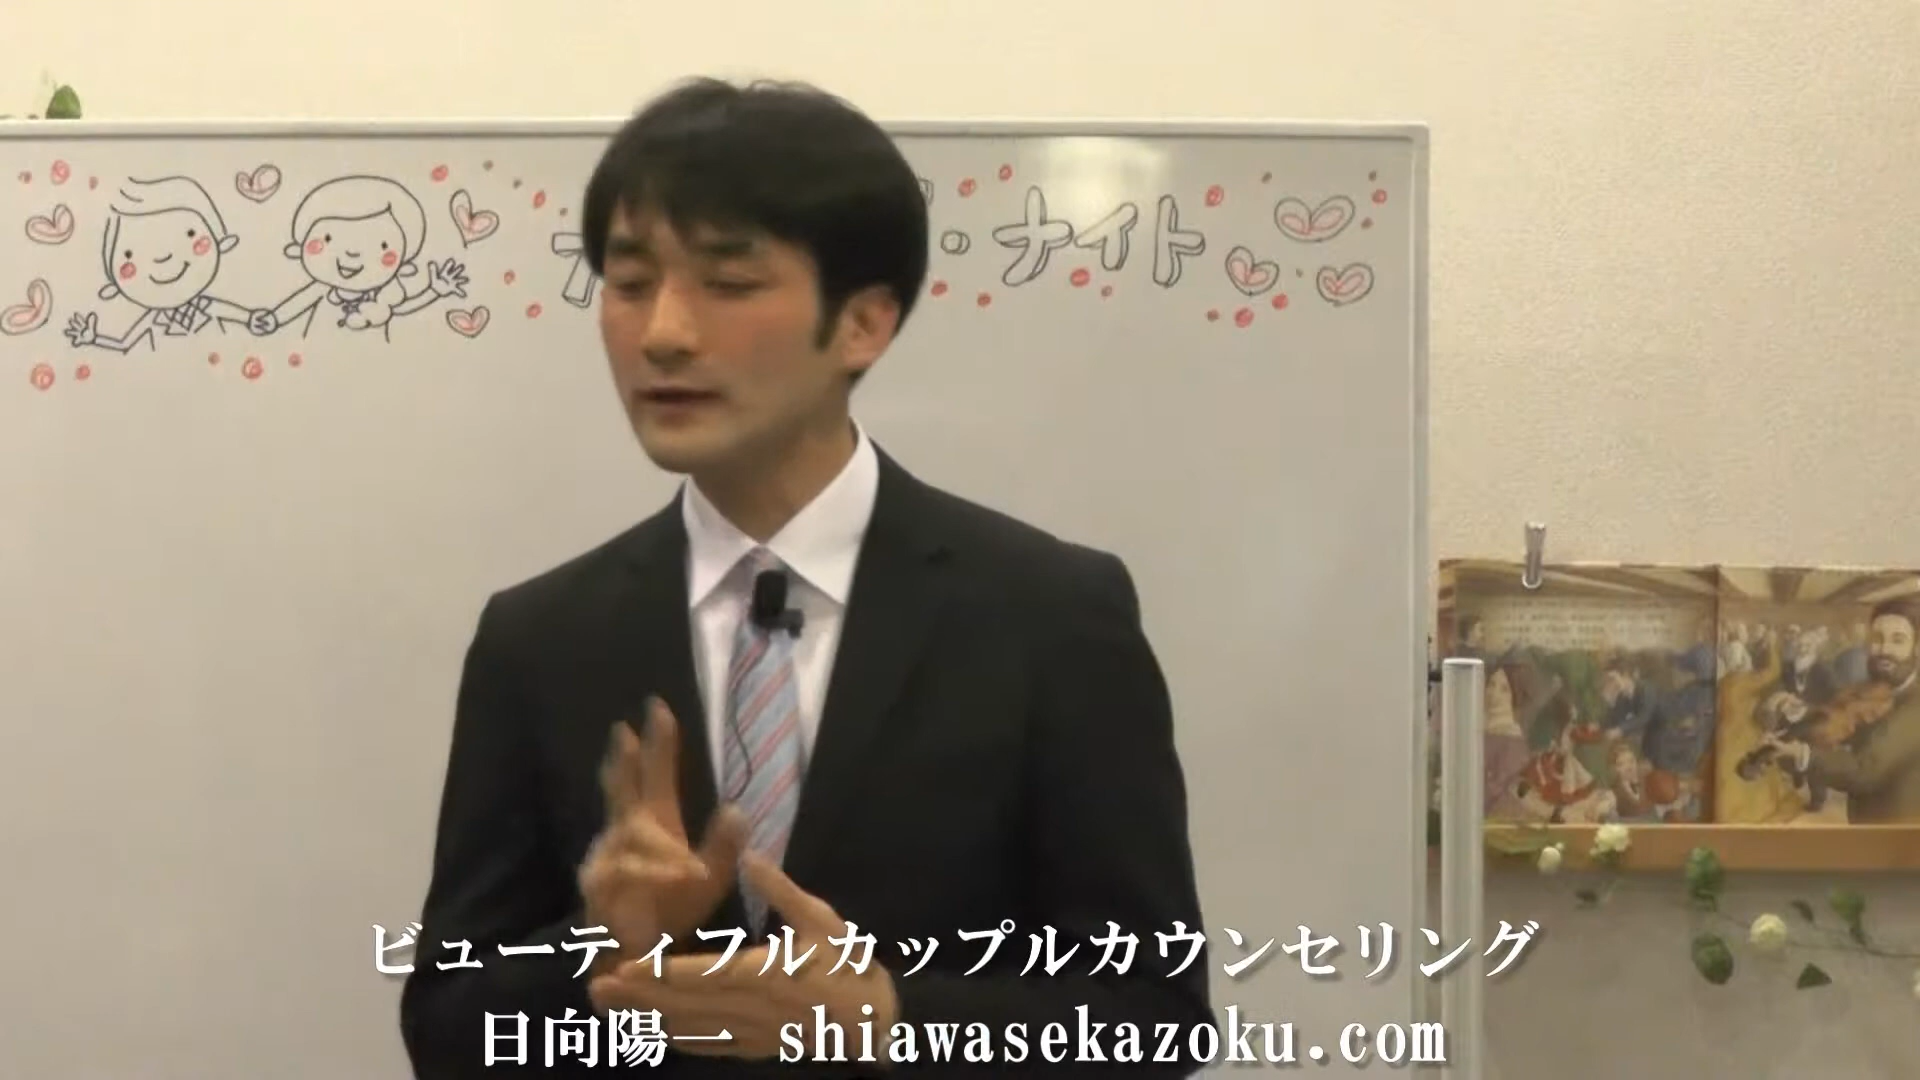 ・ナイト
ビューティフルカップルカウンセリング
日向陽一 shiawasekazoku.com